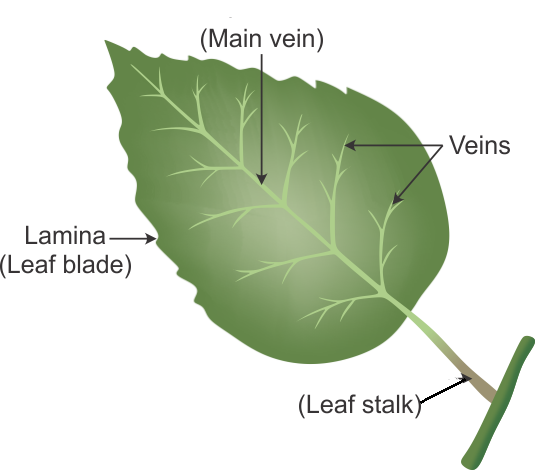 (Main vein)
Veins
Lamina
(Leaf blade)
(Leaf stalk)